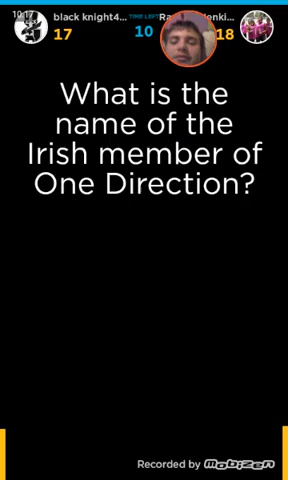 10:17
black knight4...
TIME LEFT
17
10
18
What is the
name of the
Irish member of
One Direction?
Recorded by Mobizen